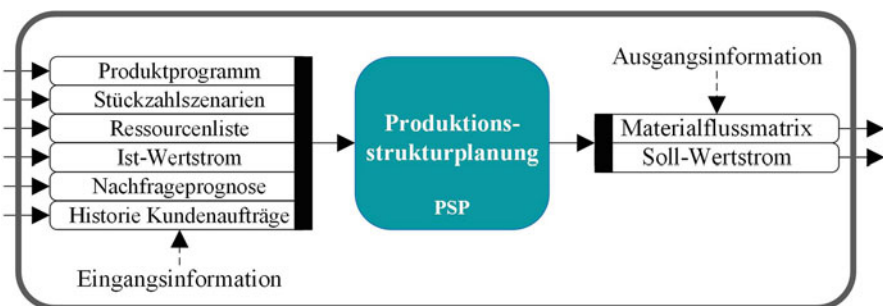 Produktprogramm
Stückzahlszenarien
Ressourcenliste
Ist-Wertstrom
Nachfrageprognose
Historie Kundenaufträge
Eingangsinformation
Produktions-
strukturplanung
PSP
Ausgangsinformation
Materialflussmatrix
Soll-Wertstrom